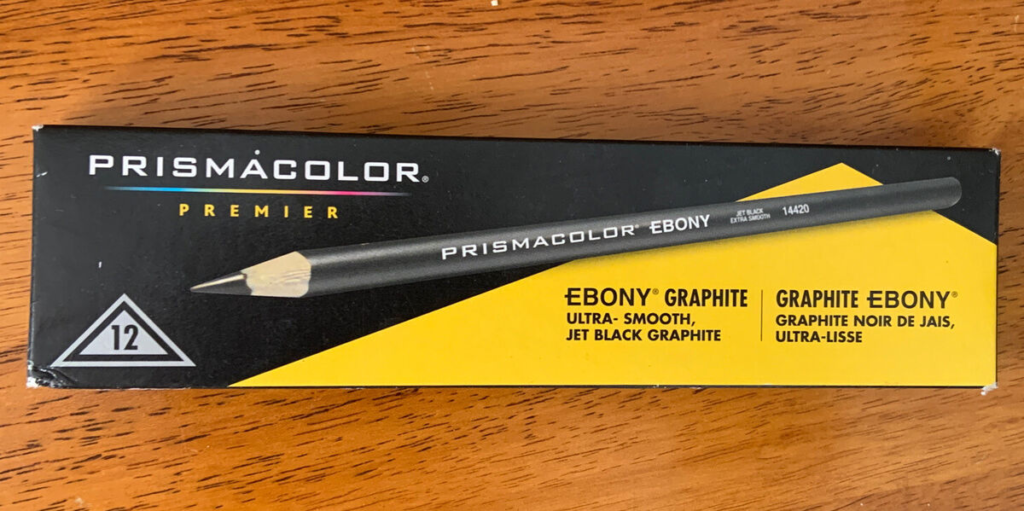 PRISMACOLOR®
PREMIER
PRISMACOLOR® EBONY
JET BLACK
EXTRA SMOOTH
14420
12
EBONY® GRAPHITE
ULTRA- SMOOTH,
JET BLACK GRAPHITE
GRAPHITE EBONY®
GRAPHITE NOIR DE JAIS,
ULTRA-LISSE